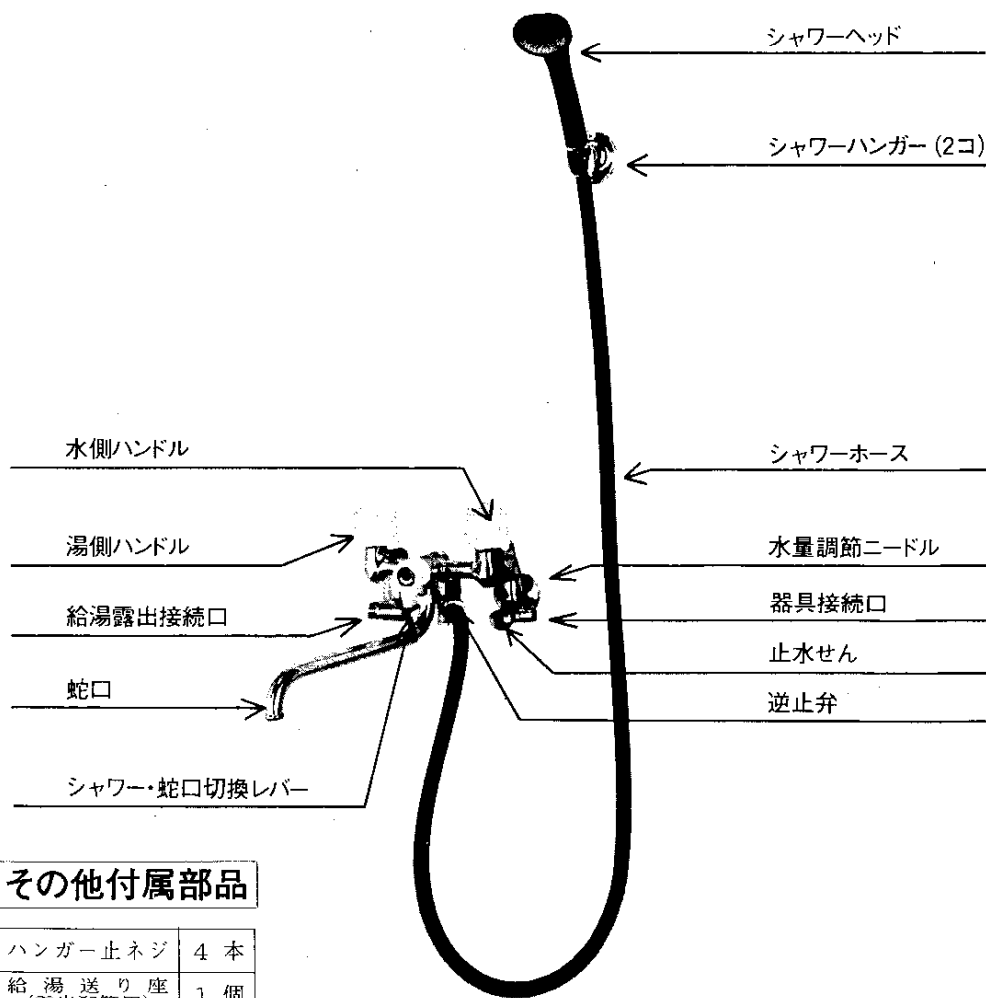 シャワーヘッド
シャワーハンガー (2コ)
水側ハンドル
シャワーホース
湯側ハンドル
水量調節ニードル
給湯露出接続口
器具接続口
止水せん
蛇口
逆止弁
シャワー・蛇口切換レバー
その他付属部品
ハンガー止ネジ 4 本
給湯送り座 1 個